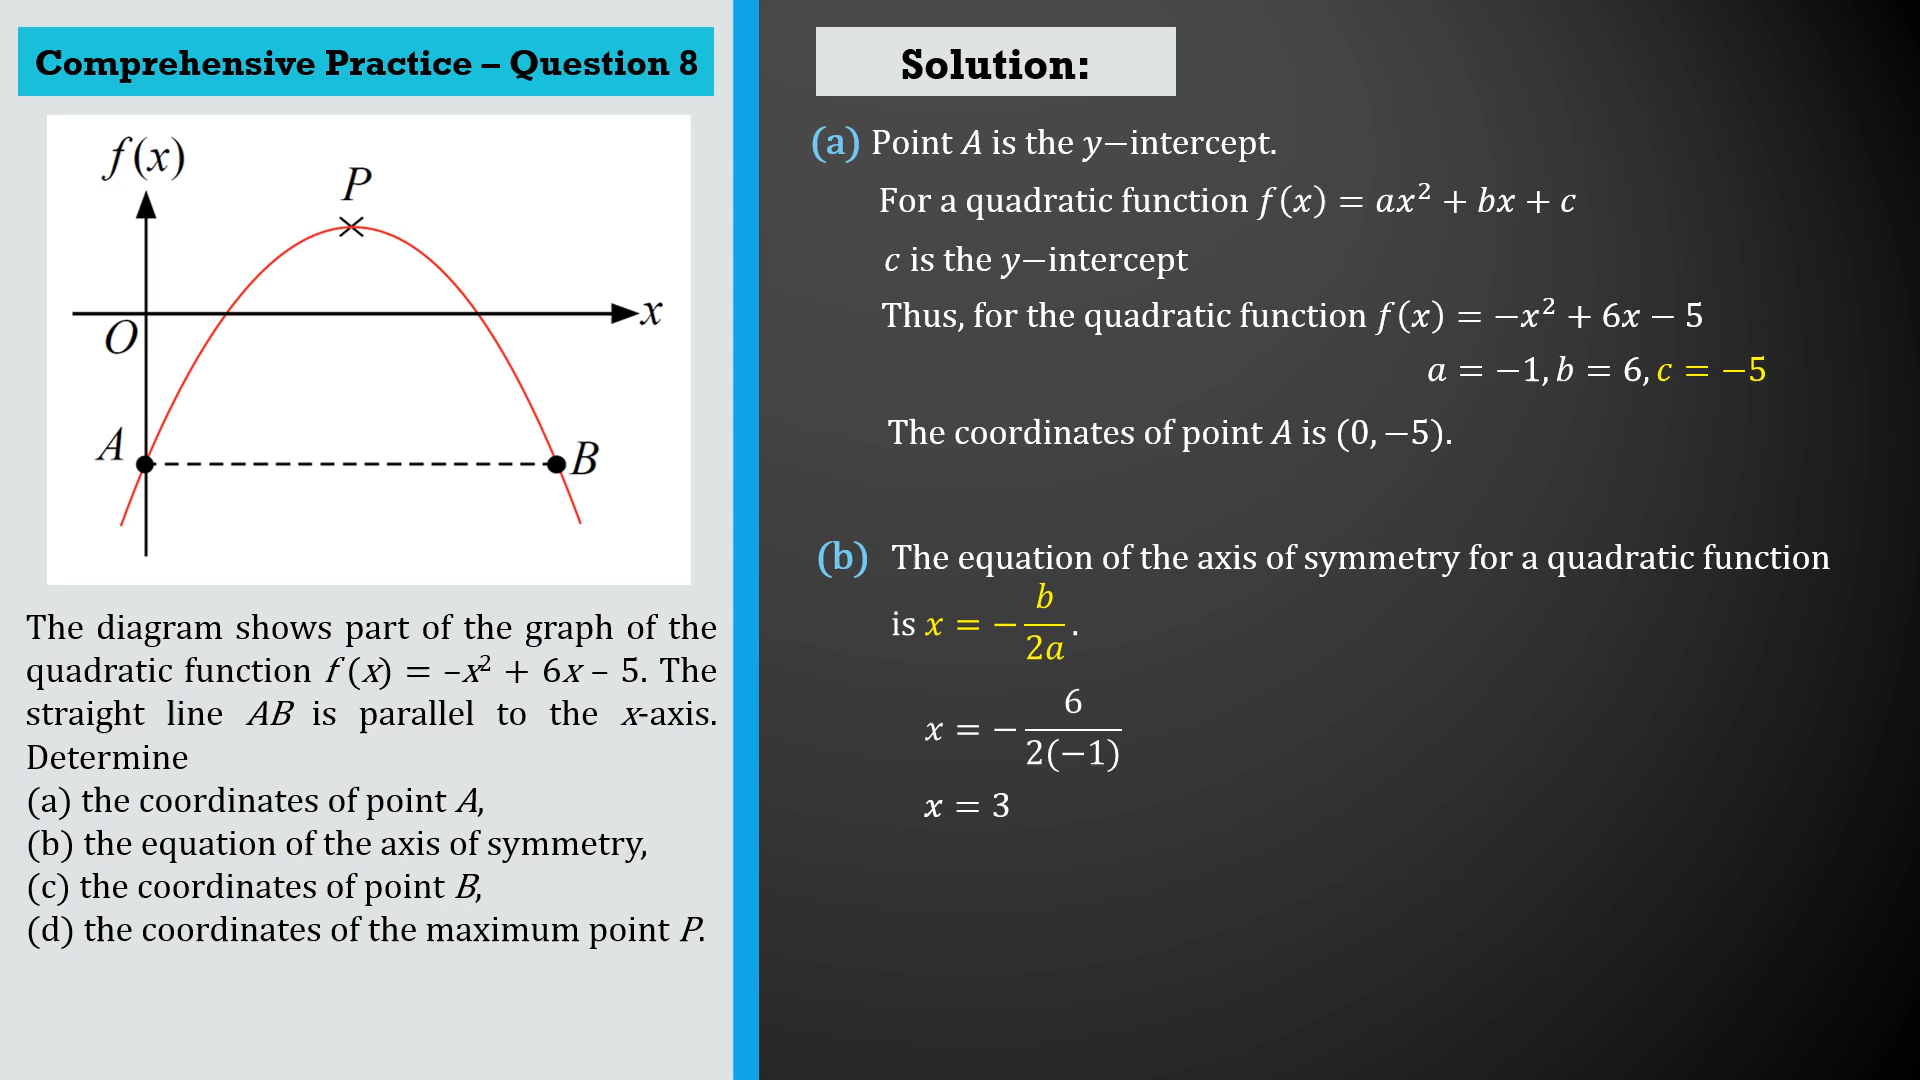 Comprehensive Practice – Question 8
f(x)
P
x
O
A
B
The diagram shows part of the graph of the
quadratic function f (x) = –x² + 6x – 5. The
straight line AB is parallel to the x-axis.
Determine
(a) the coordinates of point A,
(b) the equation of the axis of symmetry,
(c) the coordinates of point B,
(d) the coordinates of the maximum point P.
Solution:
(a) Point A is the y−intercept.
For a quadratic function f(x) = ax² + bx + c
c is the y−intercept
Thus, for the quadratic function f(x) = −x² + 6x − 5
a = −1, b = 6, c = −5
The coordinates of point A is (0, −5).
(b) The equation of the axis of symmetry for a quadratic function
is x = − b/2a .
x = − 6/2(−1)
x = 3